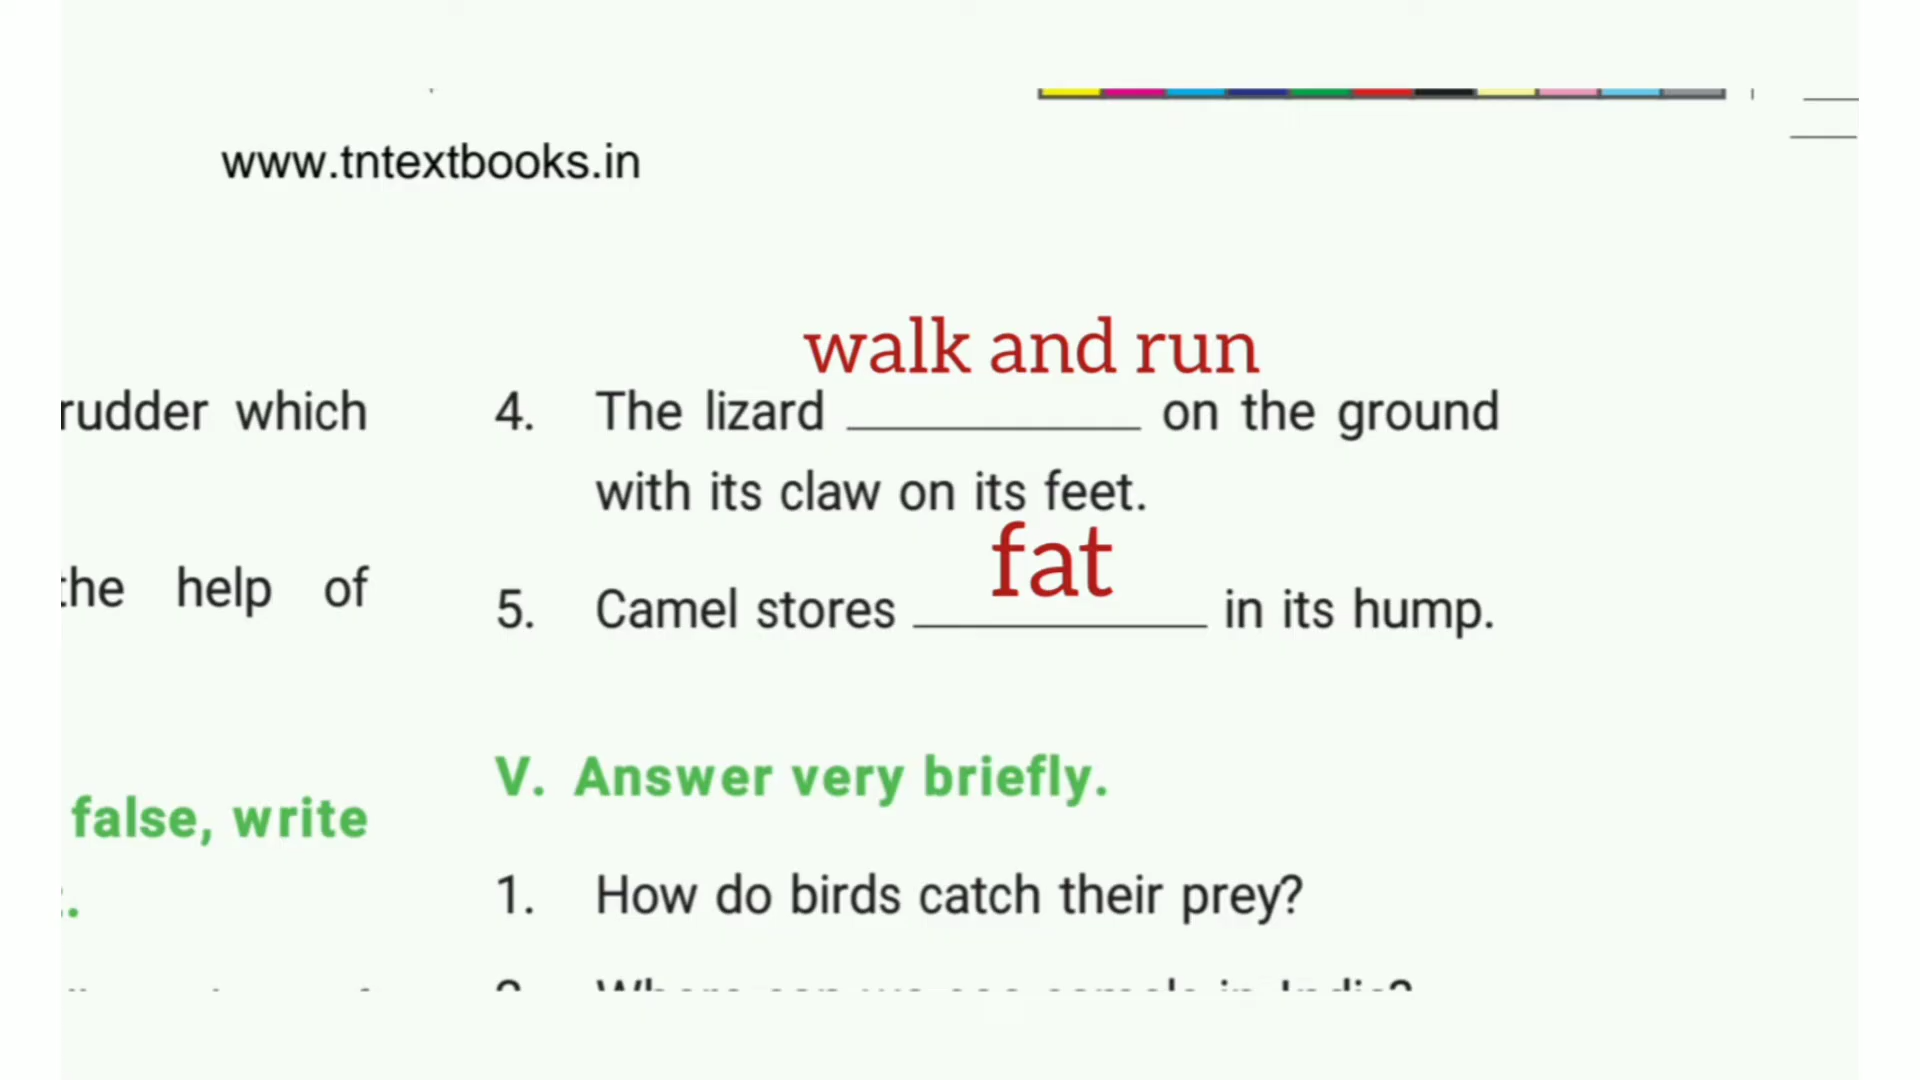 www.tntextbooks.in
rudder which
the help of
false, write
walk and run
4. The lizard __________ on the ground
with its claw on its feet.
fat
5. Camel stores __________ in its hump.
V. Answer very briefly.
1. How do birds catch their prey?